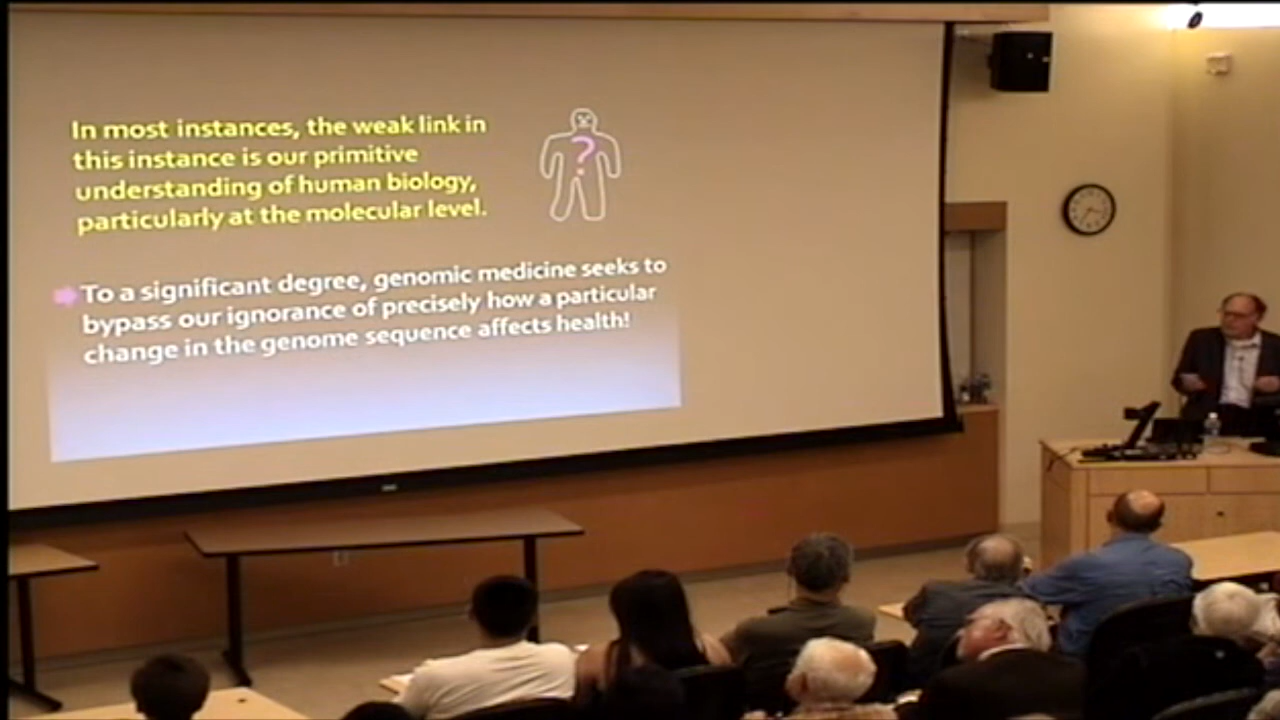 In most instances, the weak link in
this instance is our primitive
understanding of human biology,
particularly at the molecular level.
?
To a significant degree, genomic medicine seeks to
bypass our ignorance of precisely how a particular
change in the genome sequence affects health!